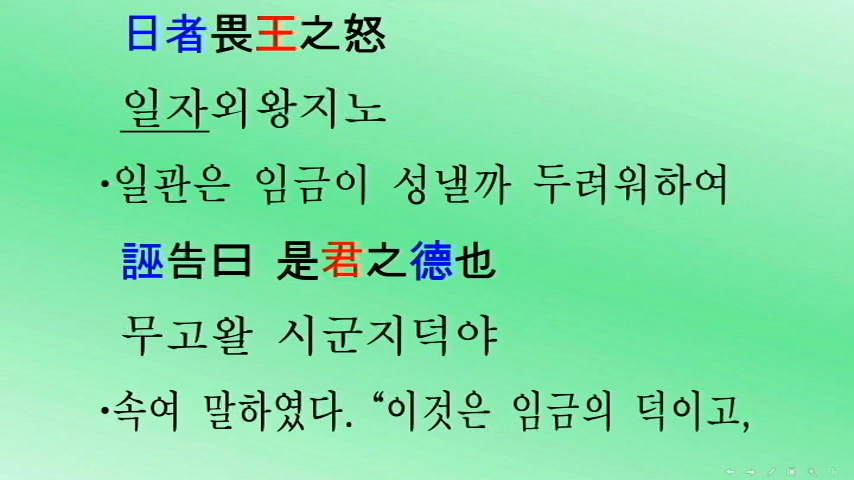 日者畏王之怒
일자외왕지노
•일관은 임금이 성낼까 두려워하여
誣告曰 是君之德也
무고왈 시군지덕야
•속여 말하였다. “이것은 임금의 덕이고,